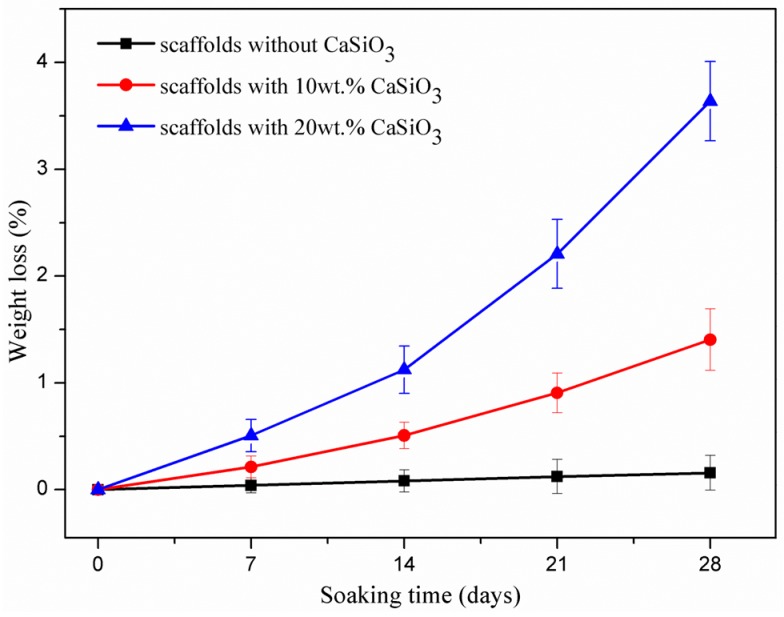 scaffolds without CaSiO3
scaffolds with 10wt.% CaSiO3
scaffolds with 20wt.% CaSiO3
Weight loss (%)
4
3
2
1
0
0 7 14 21 28
Soaking time (days)